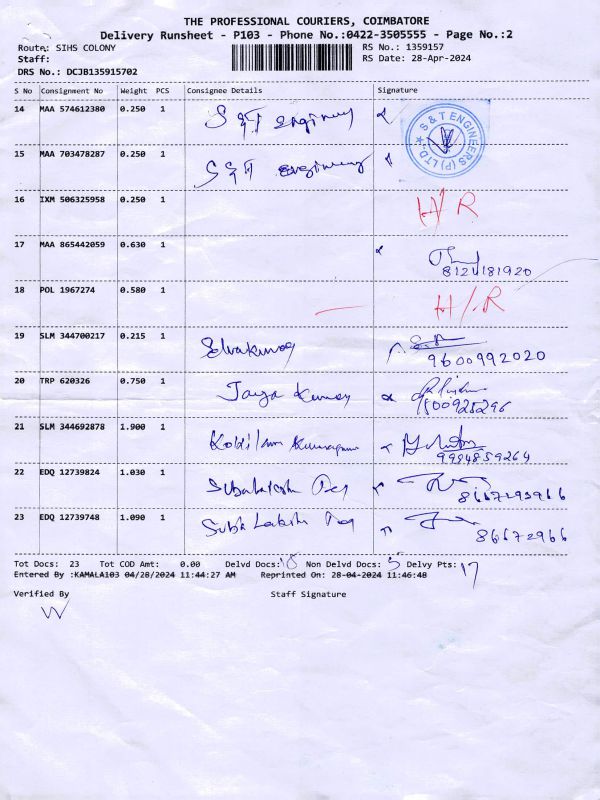 THE PROFESSIONAL COURIERS, COIMBATORE
Delivery Runsheet - P103 - Phone No.:0422-3505555 - Page No.:2
Route: SIHS COLONY RS No.: 1359157
Staff: RS Date: 28-Apr-2024
DRS No.: DCJB135915702
S No Consignment No Weight PCS Consignee Details Signature
14 MAA 574612380 0.250 1 S & T
S & T ENGINEERS (P) LTD.
15 MAA 703478287 0.250 1 S & T
16 IXM 506325958 0.250 1 H/R
17 MAA 865442059 0.630 1
8121181920
18 POL 1967274 0.580 1 H/R
19 SLM 344700217 0.215 1 Selvakumar
9600992020
20 TRP 620326 0.750 1 Jaya
21 SLM 344692878 1.900 1
9994859264
22 EDQ 12739824 1.030 1
23 EDQ 12739748 1.090 1
Tot Docs: 23 Tot COD Amt: 0.00 Delvd Docs: 18 Non Delvd Docs: 5 Delvy Pts: 17
Entered By :KAMALA103 04/28/2024 11:44:27 AM Reprinted On: 28-04-2024 11:46:48
Verified By Staff Signature